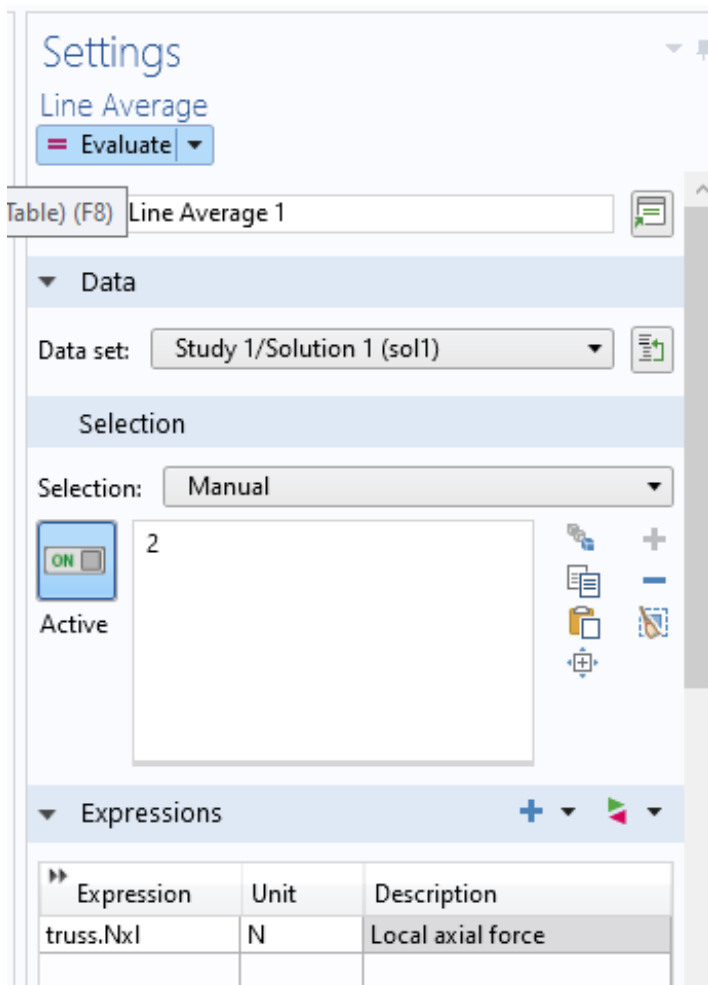 Settings
Line Average
= Evaluate
Table) (F8) Line Average 1
Data
Data set: Study 1/Solution 1 (sol1)
Selection
Selection: Manual
ON 2
Active
Expressions
Expression Unit Description
truss.Nxl N Local axial force